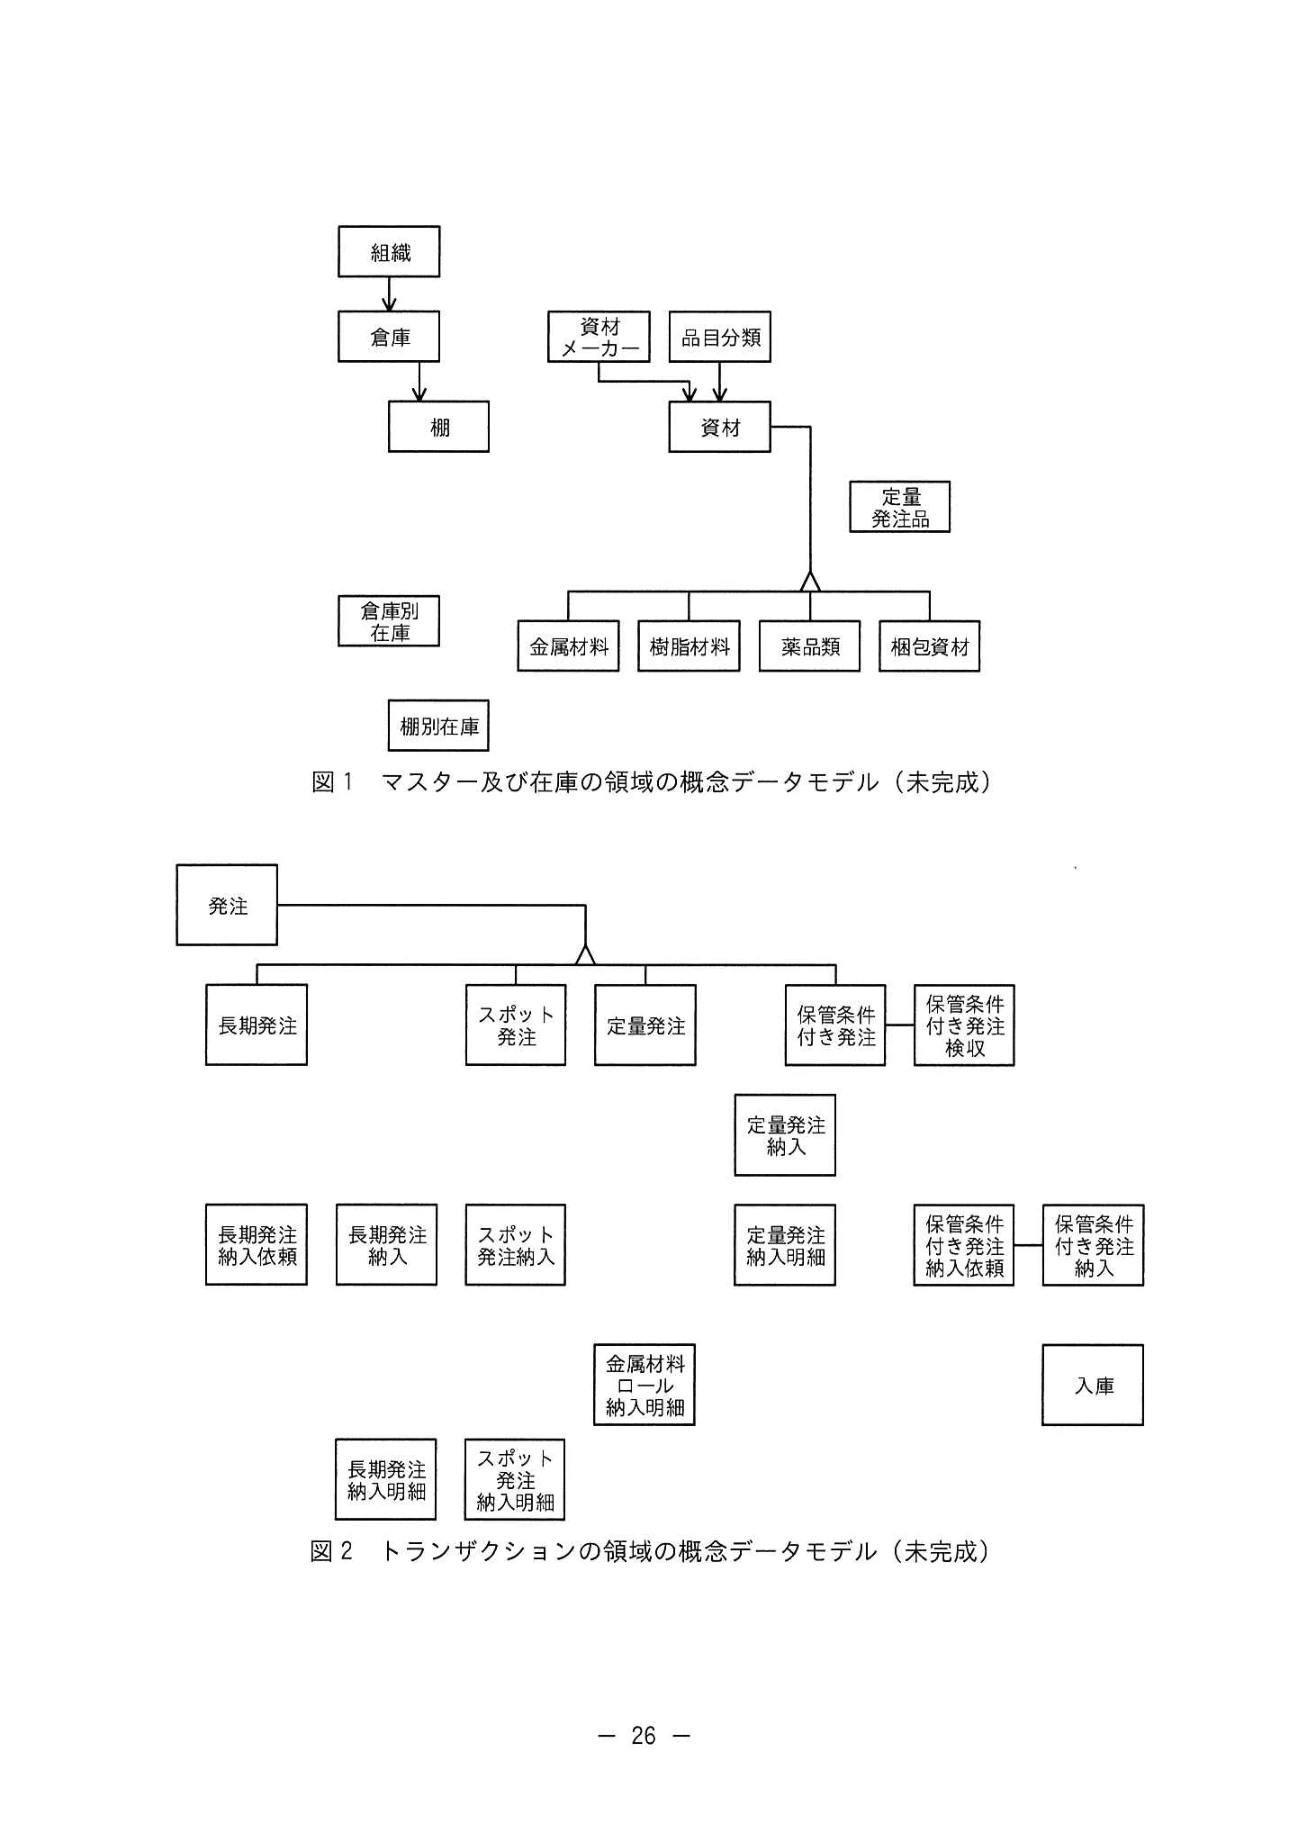 組織
倉庫
資材
メーカー
品目分類
棚
資材
定量
発注品
倉庫別
在庫
金属材料
樹脂材料
薬品類
梱包資材
棚別在庫
図1　マスター及び在庫の領域の概念データモデル（未完成）
発注
長期発注
スポット
発注
定量発注
保管条件
付き発注
保管条件
付き発注
検収
定量発注
納入
長期発注
納入依頼
長期発注
納入
スポット
発注納入
定量発注
納入明細
保管条件
付き発注
納入依頼
保管条件
付き発注
納入
金属材料
ロール
納入明細
入庫
長期発注
納入明細
スポット
発注
納入明細
図2　トランザクションの領域の概念データモデル（未完成）
－ 26 －